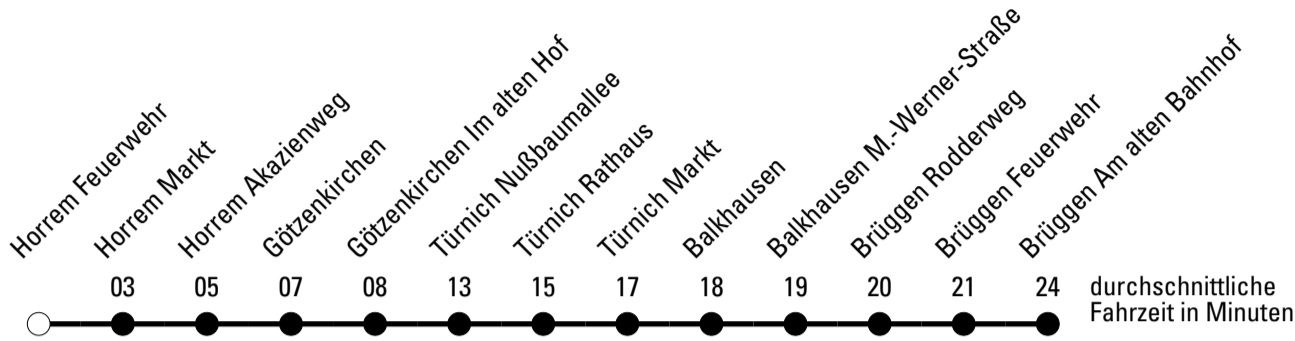 Horrem Feuerwehr
Horrem Markt
Horrem Akazienweg
Götzenkirchen
Götzenkirchen Im alten Hof
Türnich Nußbaumallee
Türnich Rathaus
Türnich Markt
Balkhausen
Balkhausen M.-Werner-Straße
Brüggen Rodderweg
Brüggen Feuerwehr
Brüggen Am alten Bahnhof
03 05 07 08 13 15 17 18 19 20 21 24 durchschnittliche
Fahrzeit in Minuten